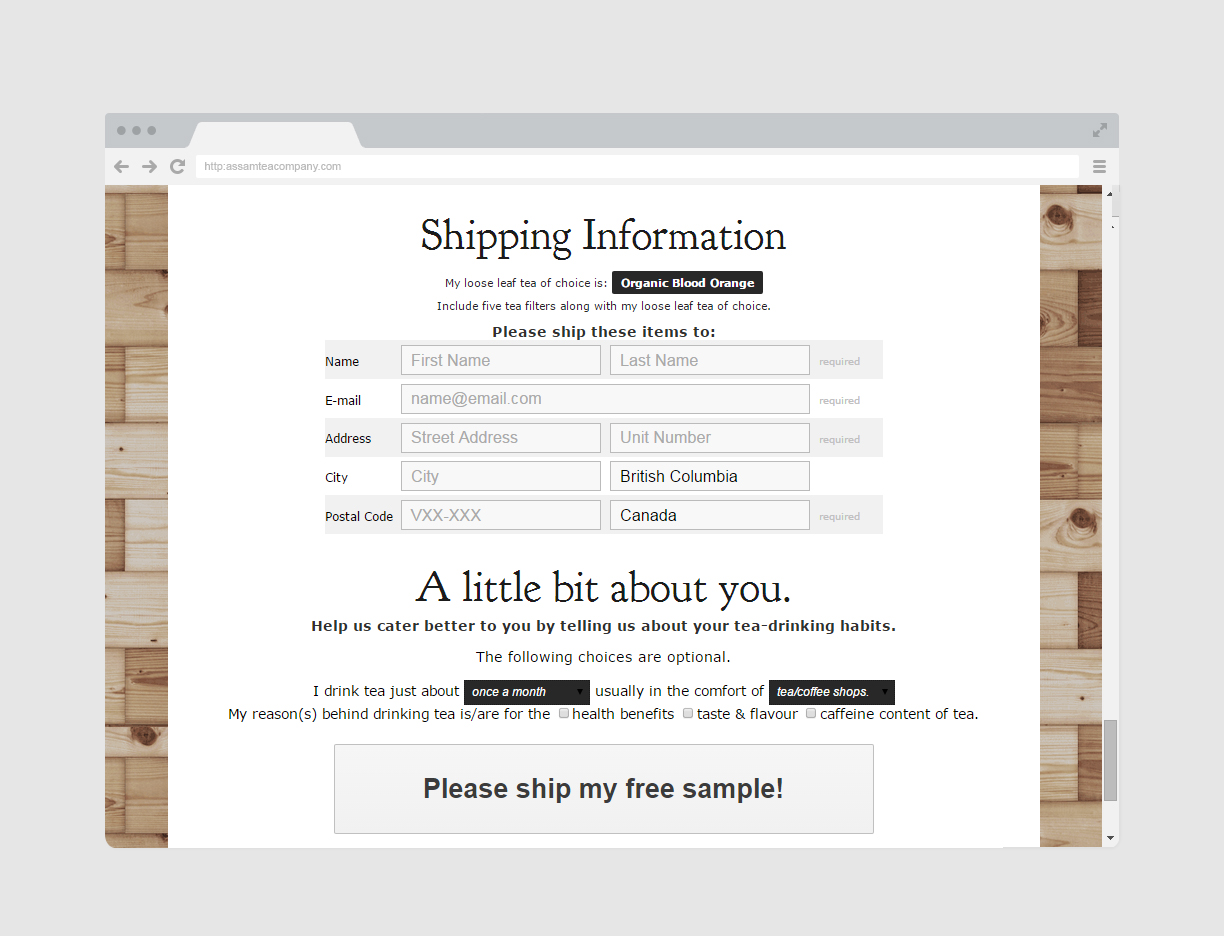 http:assamteacompany.com
Shipping Information
My loose leaf tea of choice is: Organic Blood Orange
Include five tea filters along with my loose leaf tea of choice.
Please ship these items to:
Name First Name Last Name required
E-mail name@email.com required
Address Street Address Unit Number required
City City British Columbia
Postal Code VXX-XXX Canada required
A little bit about you.
Help us cater better to you by telling us about your tea-drinking habits.
The following choices are optional.
I drink tea just about once a month usually in the comfort of tea/coffee shops.
My reason(s) behind drinking tea is/are for the health benefits taste & flavour caffeine content of tea.
Please ship my free sample!